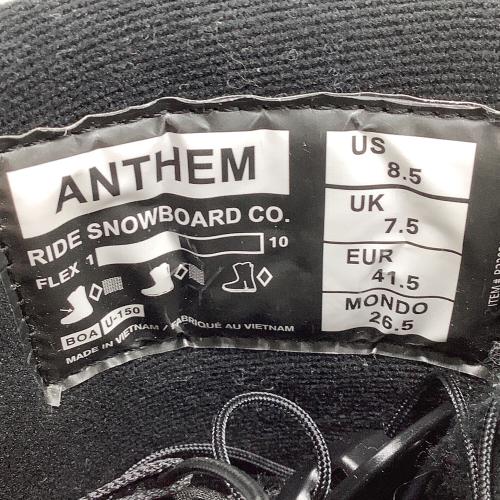 ANTHEM
RIDE SNOWBOARD CO.
FLEX 1 10
BOA U-150
MADE IN VIETNAM / FABRIQUÉ AU VIETNAM
US
8.5
UK
7.5
EUR
41.5
MONDO
26.5
ITEM#